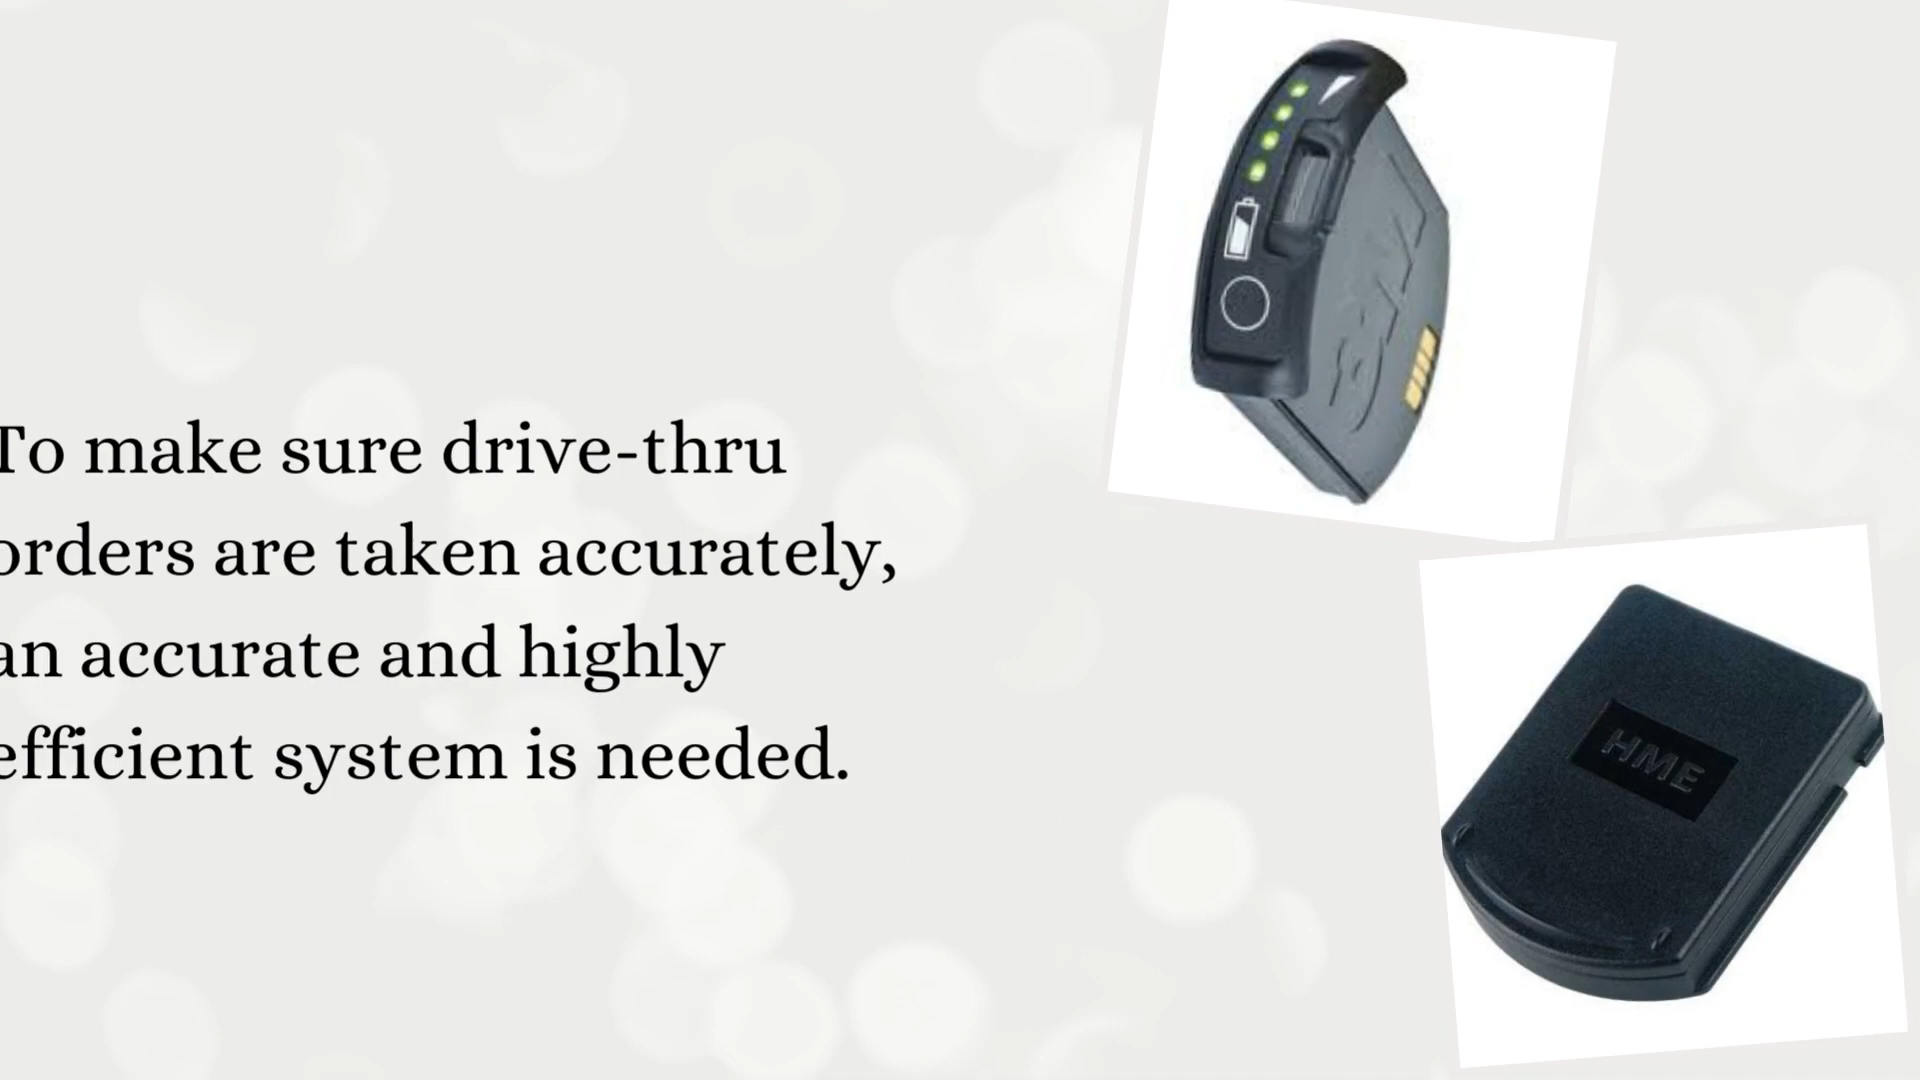 To make sure drive-thru
orders are taken accurately,
an accurate and highly
efficient system is needed.
HME